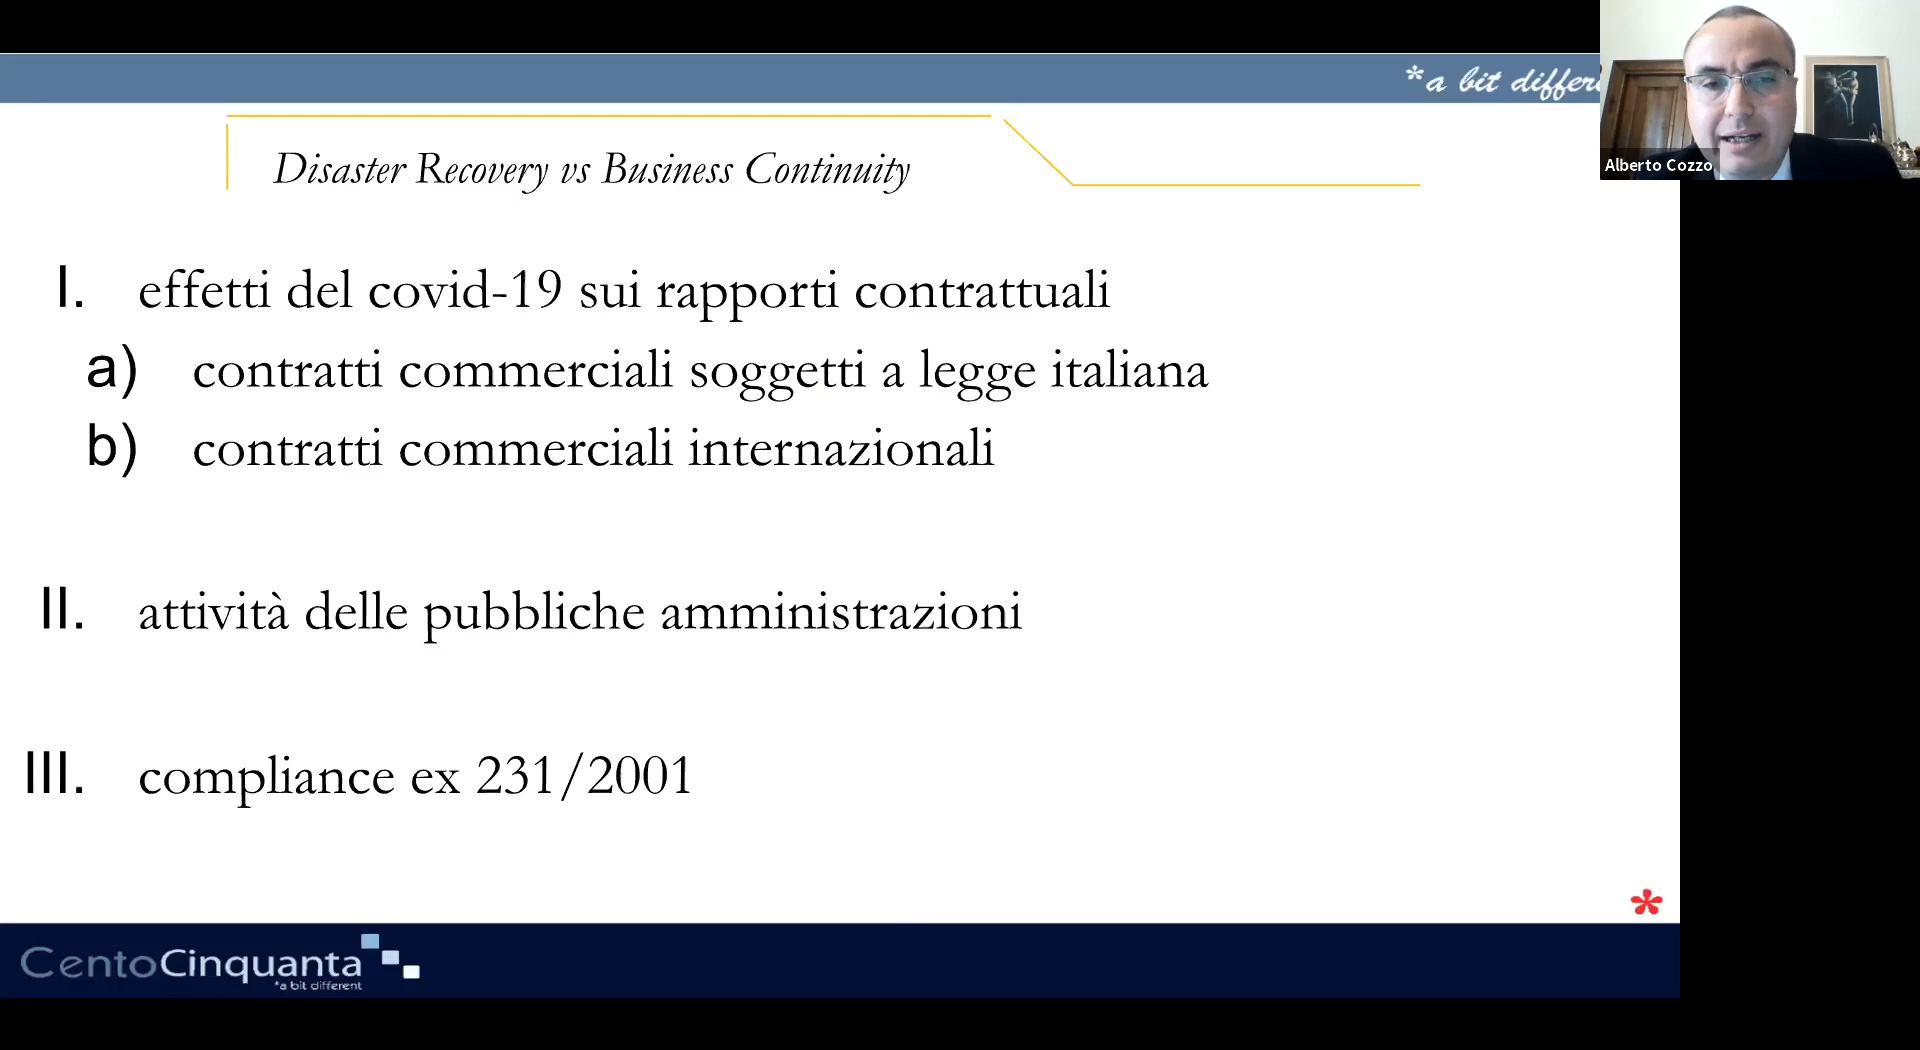 *a bit differ
Alberto Cozzo
Disaster Recovery vs Business Continuity
I. effetti del covid-19 sui rapporti contrattuali
a) contratti commerciali soggetti a legge italiana
b) contratti commerciali internazionali
II. attività delle pubbliche amministrazioni
III. compliance ex 231/2001
*
CentoCinquanta
*a bit different